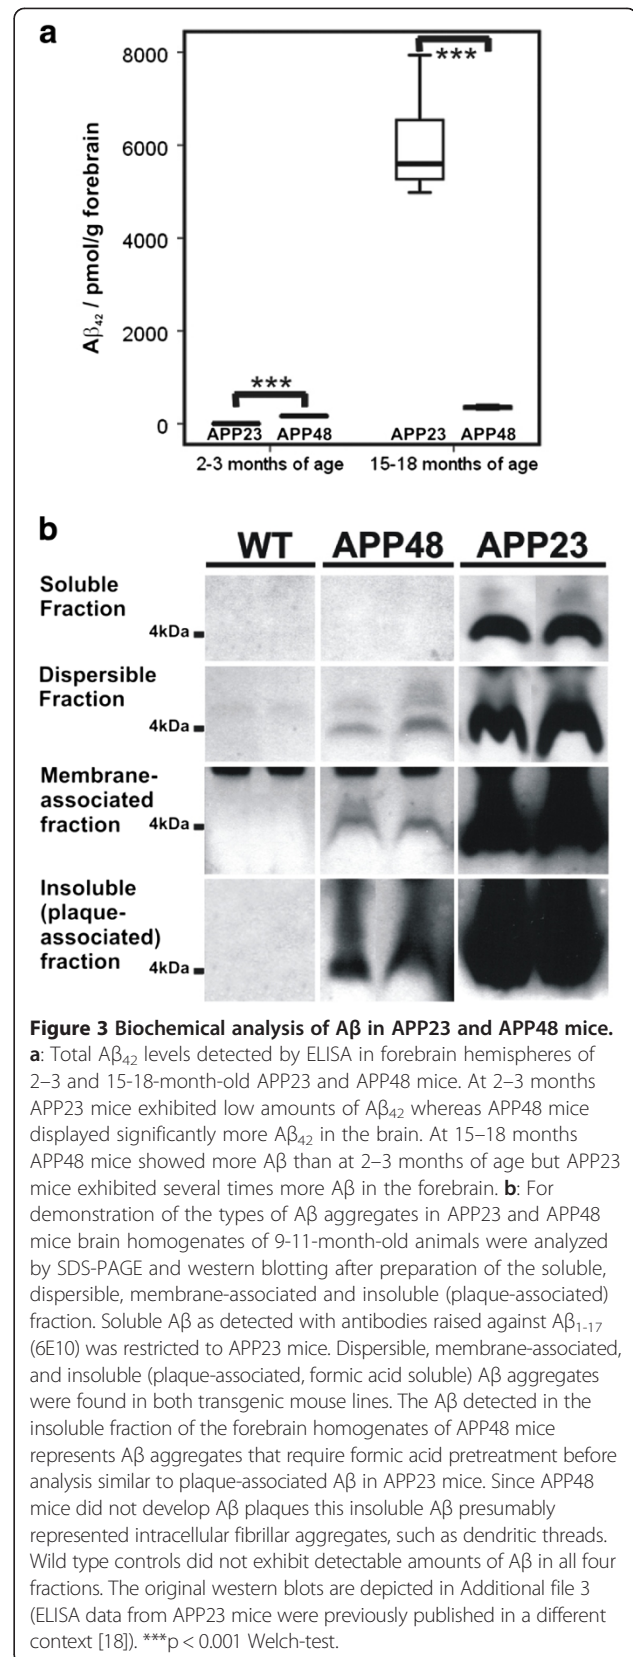 a
8000
6000
4000
2000
0
Aβ42 / pmol/g forebrain
***
***
APP23 APP48 APP23 APP48
2-3 months of age 15-18 months of age
b
WT APP48 APP23
Soluble
Fraction
4kDa
Dispersible
Fraction
4kDa
Membrane-
associated
fraction
4kDa
Insoluble
(plaque-
associated)
fraction
4kDa
Figure 3 Biochemical analysis of Aβ in APP23 and APP48 mice.
a: Total Aβ42 levels detected by ELISA in forebrain hemispheres of
2–3 and 15-18-month-old APP23 and APP48 mice. At 2–3 months
APP23 mice exhibited low amounts of Aβ42 whereas APP48 mice
displayed significantly more Aβ42 in the brain. At 15–18 months
APP48 mice showed more Aβ than at 2–3 months of age but APP23
mice exhibited several times more Aβ in the forebrain. b: For
demonstration of the types of Aβ aggregates in APP23 and APP48
mice brain homogenates of 9-11-month-old animals were analyzed
by SDS-PAGE and western blotting after preparation of the soluble,
dispersible, membrane-associated and insoluble (plaque-associated)
fraction. Soluble Aβ as detected with antibodies raised against Aβ1-17
(6E10) was restricted to APP23 mice. Dispersible, membrane-associated,
and insoluble (plaque-associated, formic acid soluble) Aβ aggregates
were found in both transgenic mouse lines. The Aβ detected in the
insoluble fraction of the forebrain homogenates of APP48 mice
represents Aβ aggregates that require formic acid pretreatment before
analysis similar to plaque-associated Aβ in APP23 mice. Since APP48
mice did not develop Aβ plaques this insoluble Aβ presumably
represented intracellular fibrillar aggregates, such as dendritic threads.
Wild type controls did not exhibit detectable amounts of Aβ in all four
fractions. The original western blots are depicted in Additional file 3
(ELISA data from APP23 mice were previously published in a different
context [18]). ***p < 0.001 Welch-test.